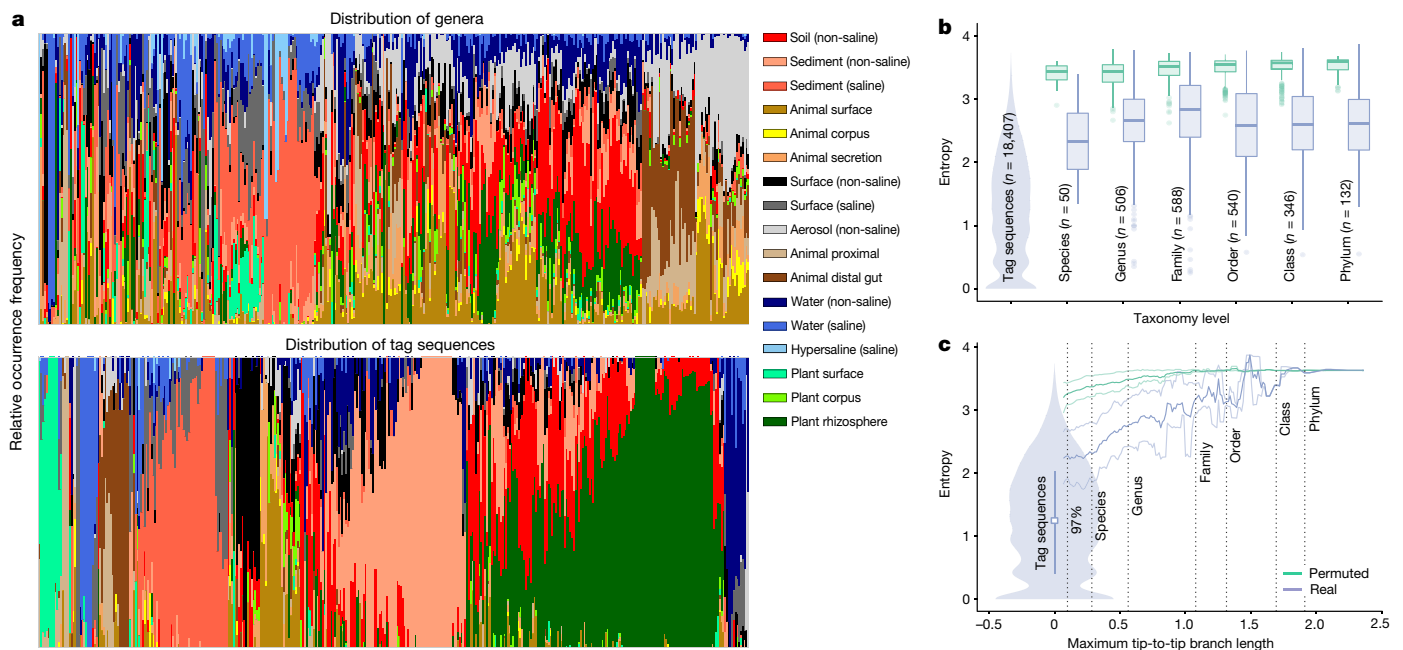 a
Distribution of genera
Relative occurrence frequency
Distribution of tag sequences
Soil (non-saline)
Sediment (non-saline)
Sediment (saline)
Animal surface
Animal corpus
Animal secretion
Surface (non-saline)
Surface (saline)
Aerosol (non-saline)
Animal proximal
Animal distal gut
Water (non-saline)
Water (saline)
Hypersaline (saline)
Plant surface
Plant corpus
Plant rhizosphere
b
4
3
2
1
0
Entropy
Tag sequences (n = 18,407)
Species (n = 50)
Genus (n = 506)
Family (n = 588)
Order (n = 540)
Class (n = 346)
Phylum (n = 132)
Taxonomy level
c
4
3
2
1
0
Entropy
Tag sequences
97%
Species
Genus
Family
Order
Class
Phylum
Permuted
Real
−0.5
0
0.5
1.0
1.5
2.0
2.5
Maximum tip-to-tip branch length